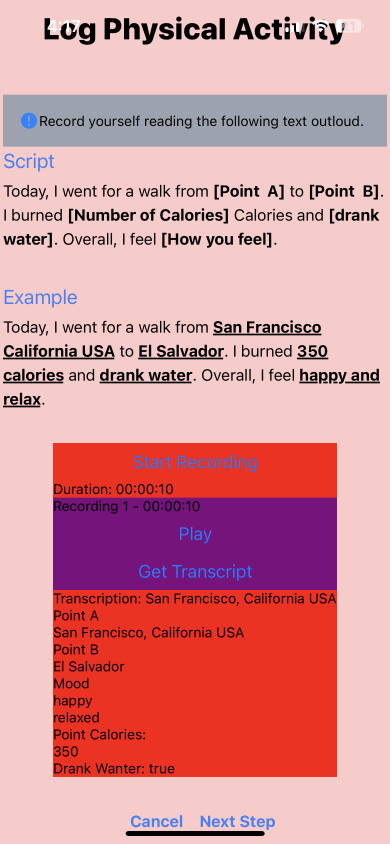 Log Physical Activity
4:17
Record yourself reading the following text outloud.
Script
Today, I went for a walk from [Point A] to [Point B].
I burned [Number of Calories] Calories and [drank
water]. Overall, I feel [How you feel].
Example
Today, I went for a walk from San Francisco
California USA to El Salvador. I burned 350
calories and drank water. Overall, I feel happy and
relax.
Start Recording
Duration: 00:00:10
Recording 1 - 00:00:10
Play
Get Transcript
Transcription: San Francisco, California USA
Point A
San Francisco, California USA
Point B
El Salvador
Mood
happy
relaxed
Point Calories:
350
Drank Wanter: true
Cancel Next Step